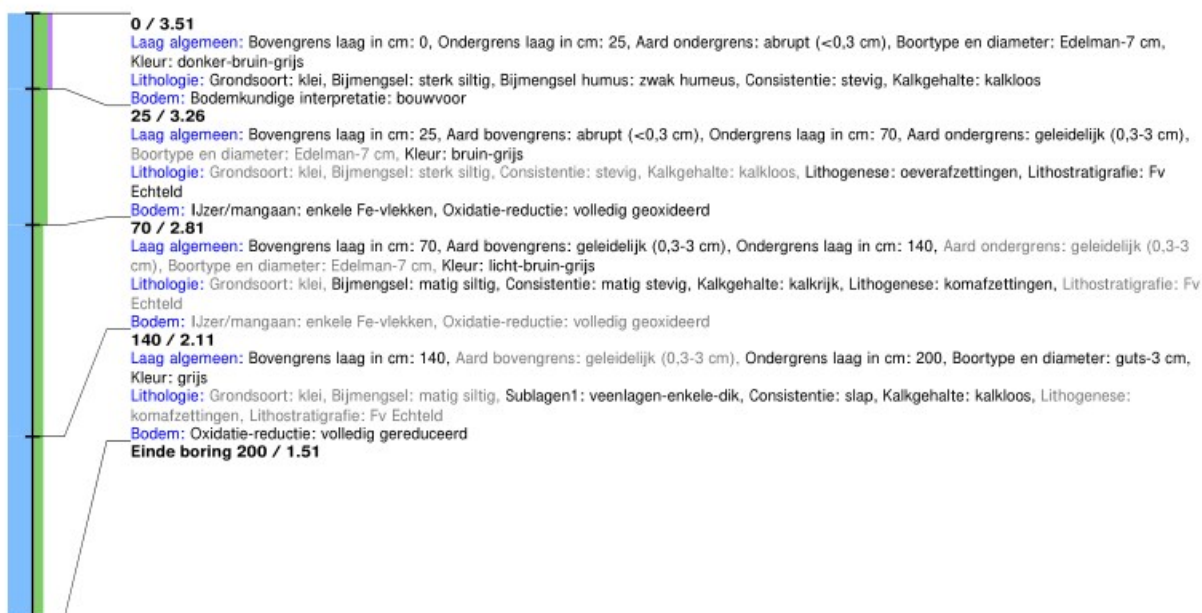 0 / 3.51
Laag algemeen: Bovengrens laag in cm: 0, Ondergrens laag in cm: 25, Aard ondergrens: abrupt (<0,3 cm), Boortype en diameter: Edelman-7 cm,
Kleur: donker-bruin-grijs
Lithologie: Grondsoort: klei, Bijmengsel: sterk siltig, Bijmengsel humus: zwak humeus, Consistentie: stevig, Kalkgehalte: kalkloos
Bodem: Bodemkundige interpretatie: bouwvoor
25 / 3.26
Laag algemeen: Bovengrens laag in cm: 25, Aard bovengrens: abrupt (<0,3 cm), Ondergrens laag in cm: 70, Aard ondergrens: geleidelijk (0,3-3 cm),
Boortype en diameter: Edelman-7 cm, Kleur: bruin-grijs
Lithologie: Grondsoort: klei, Bijmengsel: sterk siltig, Consistentie: stevig, Kalkgehalte: kalkloos, Lithogenese: oeverafzettingen, Lithostratigrafie: Fv
Echteld
Bodem: IJzer/mangaan: enkele Fe-vlekken, Oxidatie-reductie: volledig geoxideerd
70 / 2.81
Laag algemeen: Bovengrens laag in cm: 70, Aard bovengrens: geleidelijk (0,3-3 cm), Ondergrens laag in cm: 140, Aard ondergrens: geleidelijk (0,3-3
cm), Boortype en diameter: Edelman-7 cm, Kleur: licht-bruin-grijs
Lithologie: Grondsoort: klei, Bijmengsel: matig siltig, Consistentie: matig stevig, Kalkgehalte: kalkrijk, Lithogenese: komafzettingen, Lithostratigrafie: Fv
Echteld
Bodem: IJzer/mangaan: enkele Fe-vlekken, Oxidatie-reductie: volledig geoxideerd
140 / 2.11
Laag algemeen: Bovengrens laag in cm: 140, Aard bovengrens: geleidelijk (0,3-3 cm), Ondergrens laag in cm: 200, Boortype en diameter: guts-3 cm,
Kleur: grijs
Lithologie: Grondsoort: klei, Bijmengsel: matig siltig, Sublagen1: veenlagen-enkele-dik, Consistentie: slap, Kalkgehalte: kalkloos, Lithogenese:
komafzettingen, Lithostratigrafie: Fv Echteld
Bodem: Oxidatie-reductie: volledig gereduceerd
Einde boring 200 / 1.51